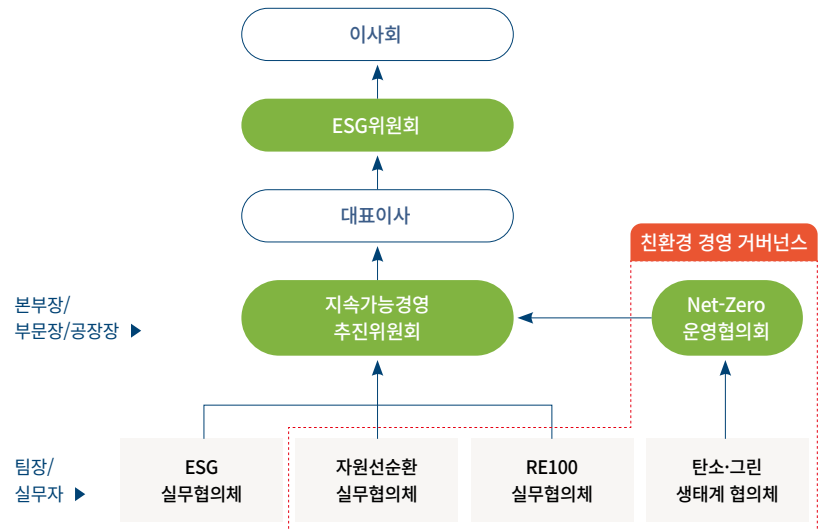 이사회
ESG위원회
대표이사
친환경 경영 거버넌스
본부장/
부문장/공장장 ▶
지속가능경영
추진위원회
Net-Zero
운영협의회
팀장/
실무자 ▶
ESG
실무협의체
자원선순환
실무협의체
RE100
실무협의체
탄소·그린
생태계 협의체